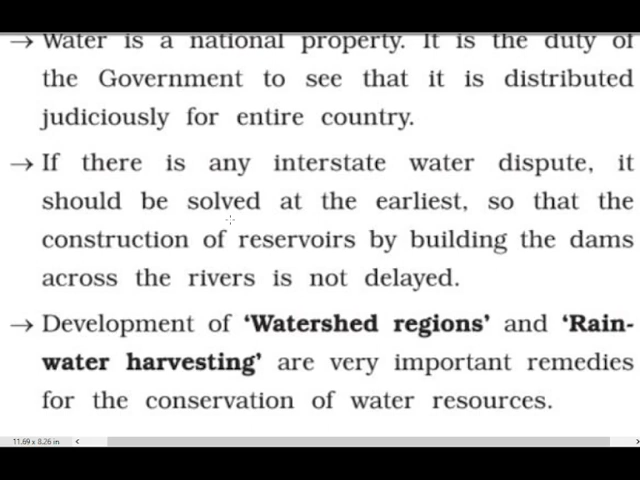 → Water is a national property. It is the duty of
the Government to see that it is distributed
judiciously for entire country.
→ If there is any interstate water dispute, it
should be solved at the earliest, so that the
construction of reservoirs by building the dams
across the rivers is not delayed.
→ Development of ‘Watershed regions’ and ‘Rain-
water harvesting’ are very important remedies
for the conservation of water resources.
11.69 x 8.26 in